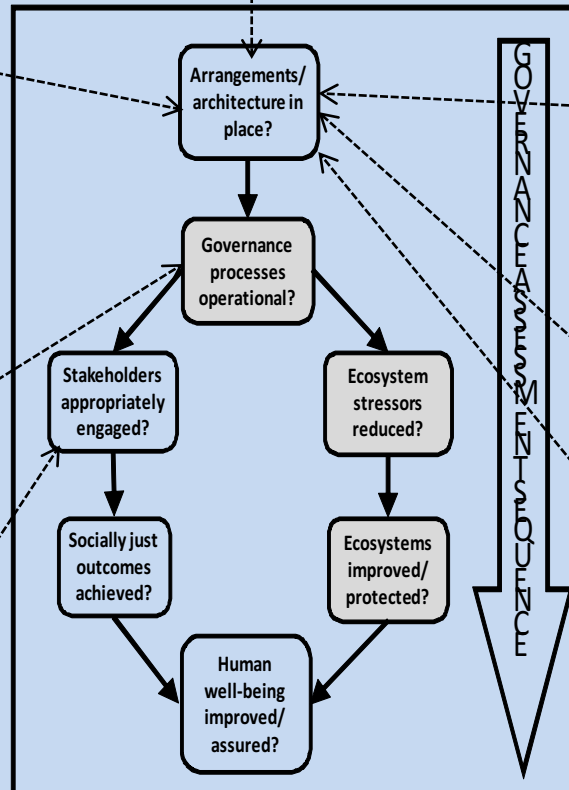 Arrangements/
architecture in
place?
Governance
processes
operational?
Stakeholders
appropriately
engaged?
Ecosystem
stressors
reduced?
Socially just
outcomes
achieved?
Ecosystems
improved/
protected?
Human
well-being
improved/
assured?
GOVERNANCE ASSESSMENT SEQUENCE